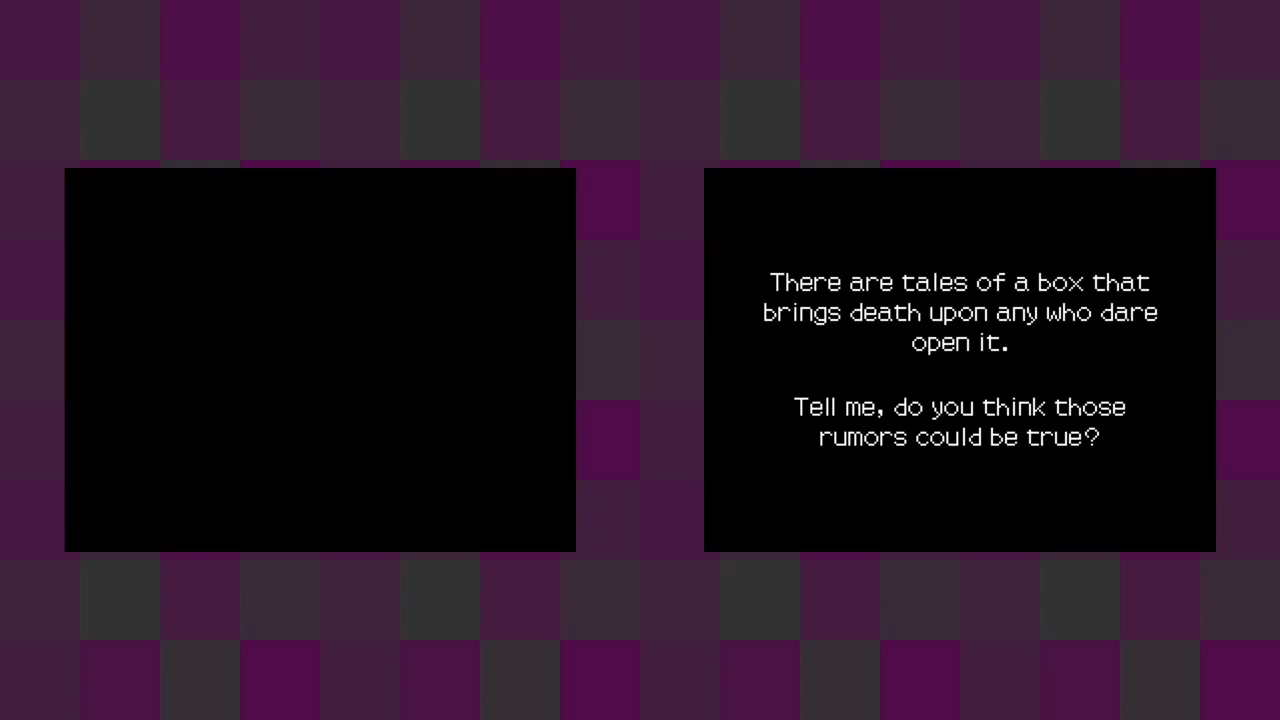 There are tales of a box that
brings death upon any who dare
open it.
Tell me, do you think those
rumors could be true?